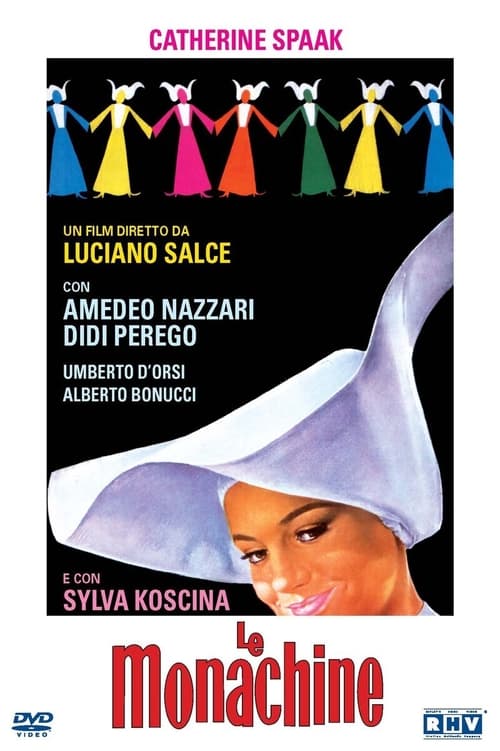 CATHERINE SPAAK
UN FILM DIRETTO DA
LUCIANO SALCE
CON
AMEDEO NAZZARI
DIDI PEREGO
UMBERTO D'ORSI
ALBERTO BONUCCI
E CON
SYLVA KOSCINA
Le
Monachine
DVD
VIDEO
RHV